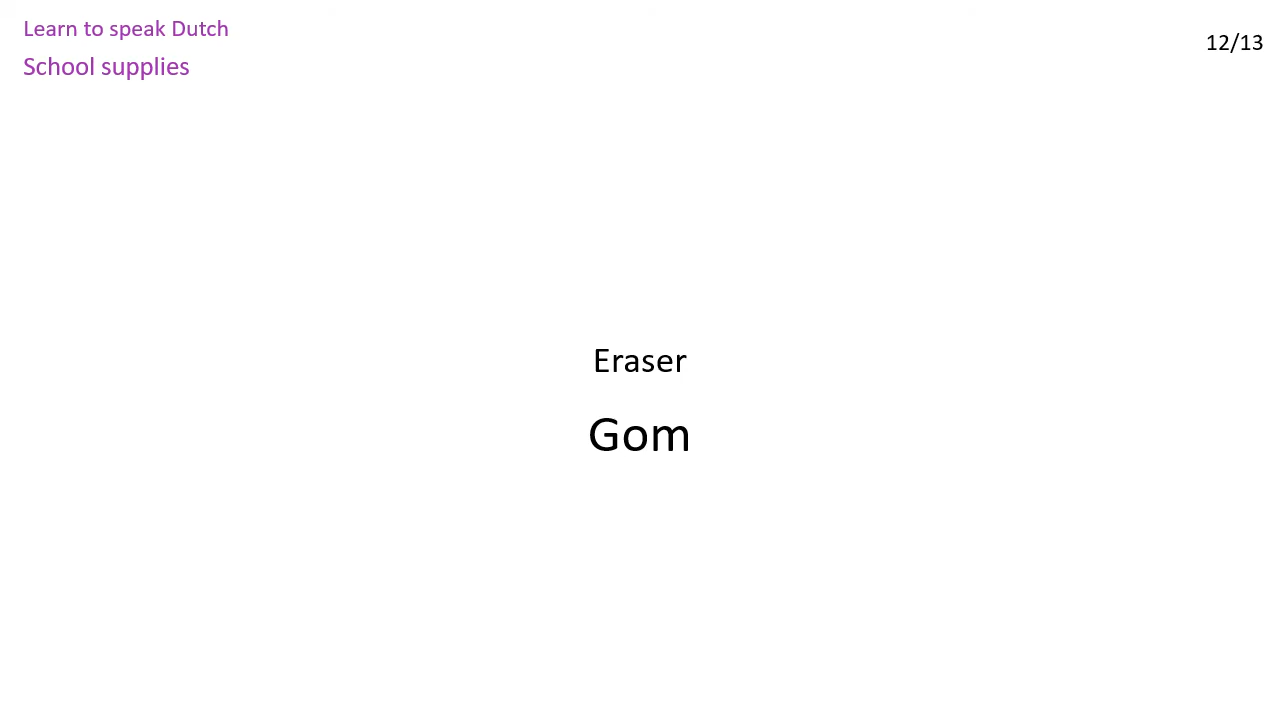 Learn to speak Dutch
School supplies
12/13
Eraser
Gom